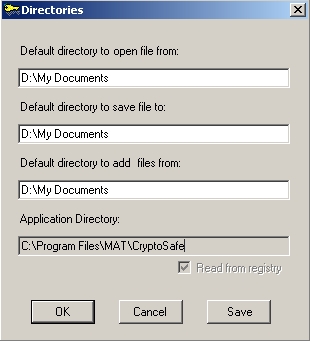 Directories
Default directory to open file from:
D:\My Documents
Default directory to save file to:
D:\My Documents
Default directory to add  files from:
D:\My Documents
Application Directory:
C:\Program Files\MAT\CryptoSafe
Read from registry
OK
Cancel
Save